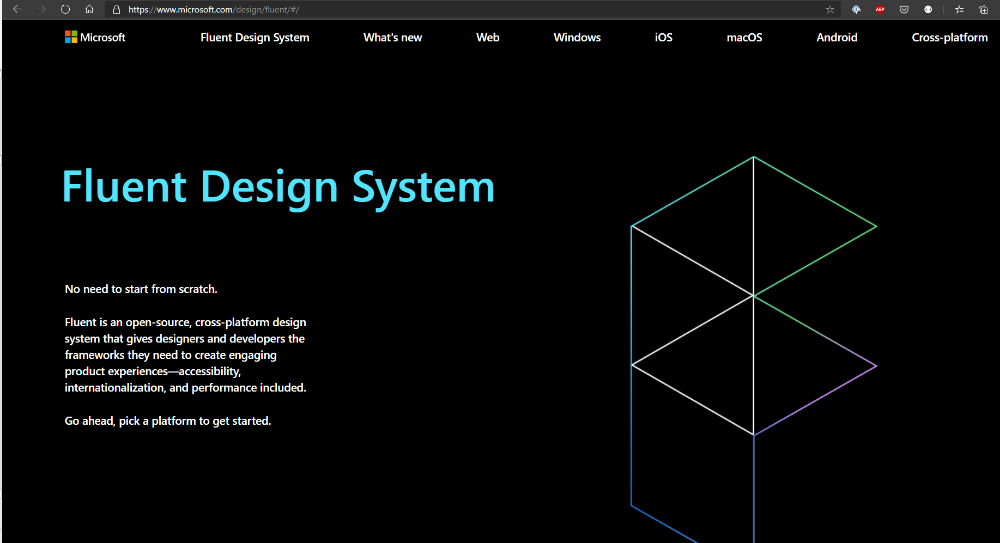 https://www.microsoft.com/design/fluent/#/
ABP
Microsoft
Fluent Design System
What's new
Web
Windows
iOS
macOS
Android
Cross-platform
Fluent Design System
No need to start from scratch.
Fluent is an open-source, cross-platform design
system that gives designers and developers the
frameworks they need to create engaging
product experiences—accessibility,
internationalization, and performance included.
Go ahead, pick a platform to get started.